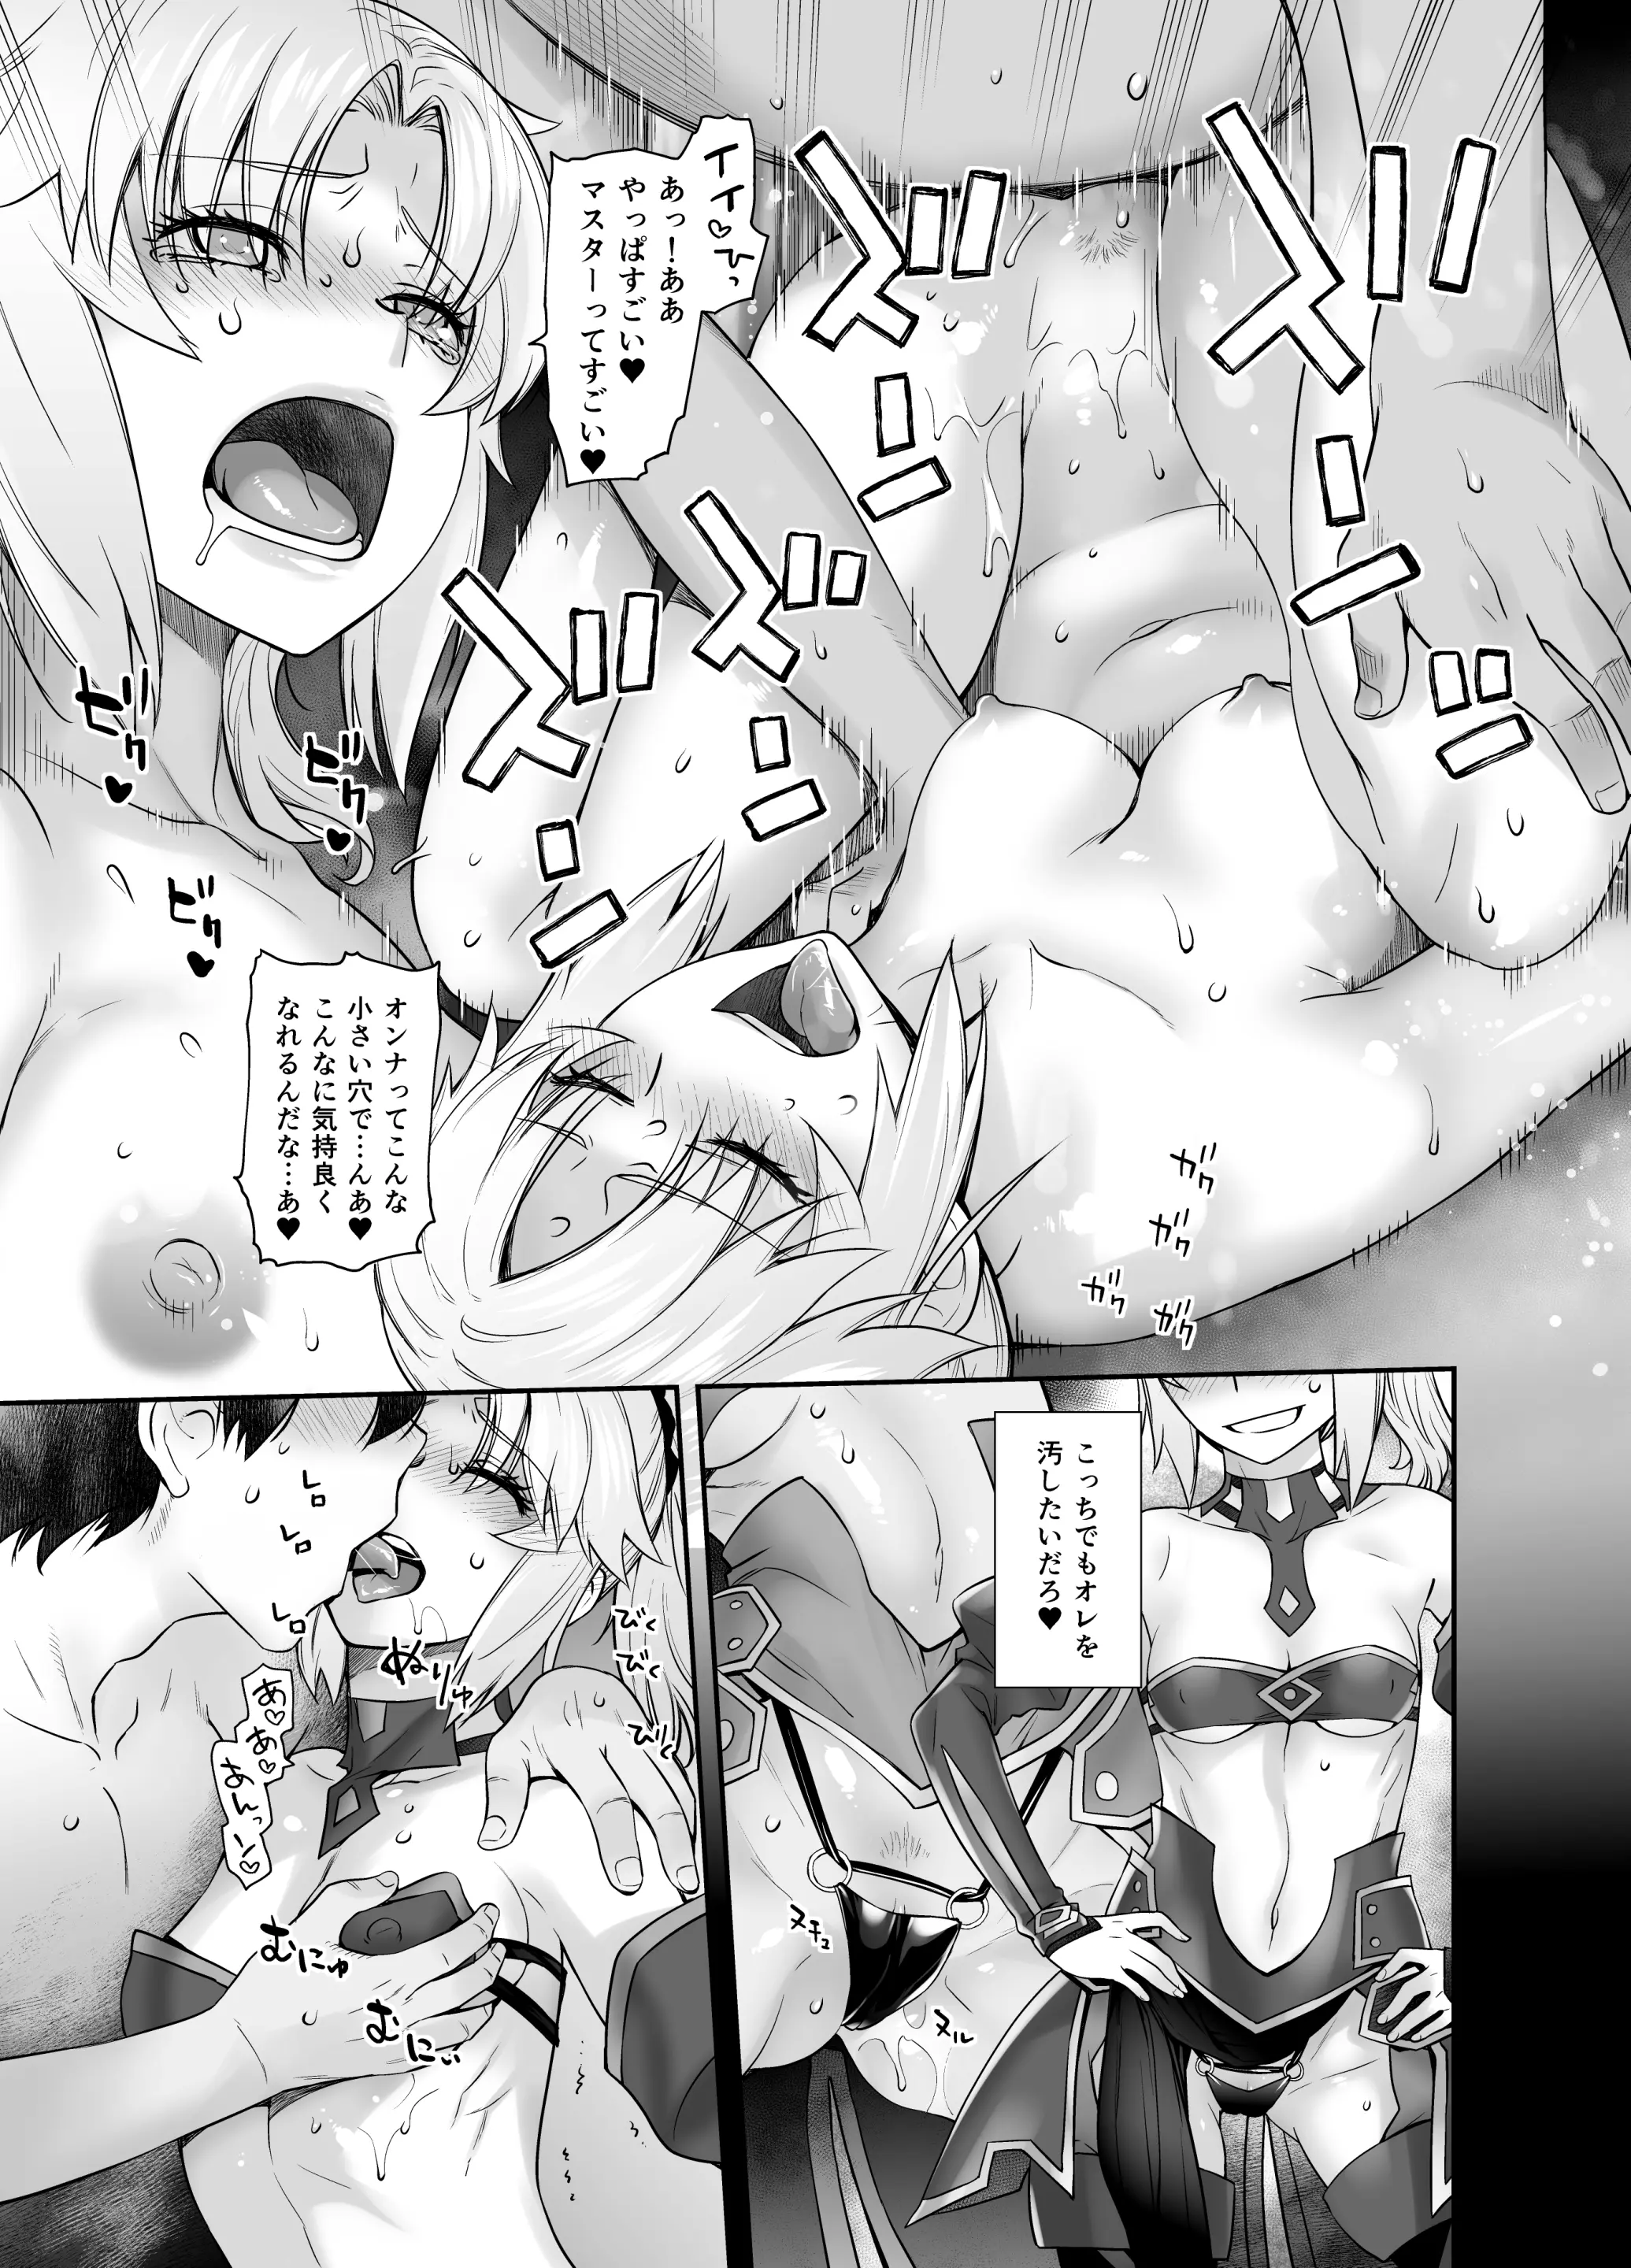 イイ♡ひっ
あっ！ああ
やっぱすごい♥
マスターってすごい♥
ズッ
ズッ
ズッ
ズッ
ビクッ♥
ビク♥
ビク♥
オンナってこんな
小さい穴で…んあ♥
こんなに気持良く
なれるんだな…あ♥
ガク
ガク
ガク
ガク
こっちでもオレを
汚したいだろ♥
ヌチュ
ヌル
レロ
レロ
レロ
ぬりゅ
びく
びく
びく
あ♡
あぁ♡
あんっ
むにゅ
むにぃ